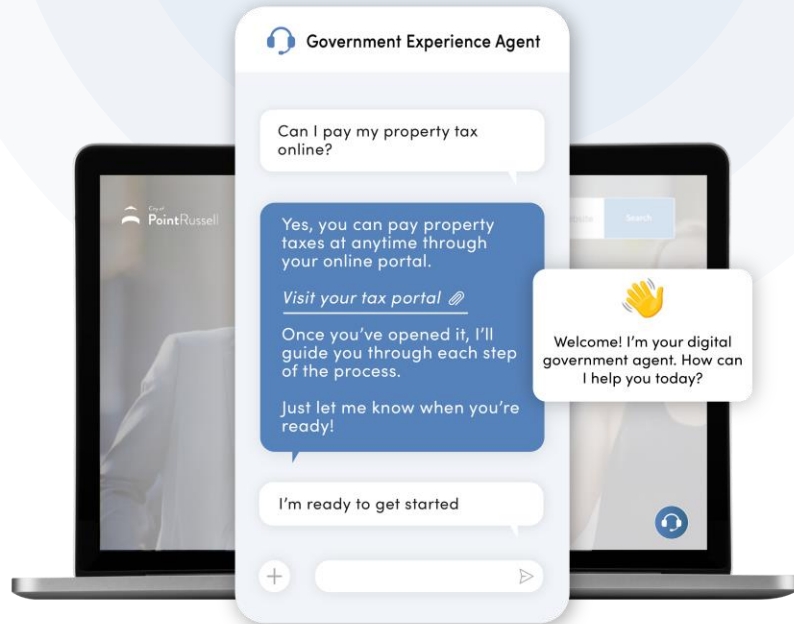 Government Experience Agent
Can I pay my property tax
online?
City of
PointRussell
Search
Yes, you can pay property
taxes at anytime through
your online portal.
Visit your tax portal
Once you've opened it, I'll
guide you through each step
of the process.
Just let me know when you're
ready!
Welcome! I'm your digital
government agent. How can
I help you today?
I'm ready to get started